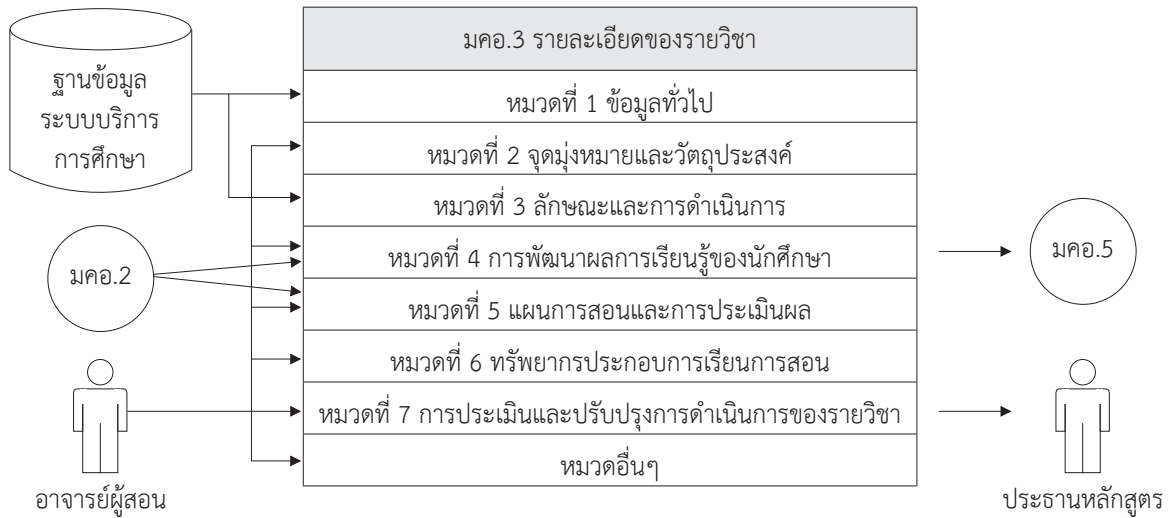 ฐานข้อมูล
ระบบบริการ
การศึกษา
มคอ.2
อาจารย์ผู้สอน
มคอ.3 รายละเอียดของรายวิชา
หมวดที่ 1 ข้อมูลทั่วไป
หมวดที่ 2 จุดมุ่งหมายและวัตถุประสงค์
หมวดที่ 3 ลักษณะและการดำเนินการ
หมวดที่ 4 การพัฒนาผลการเรียนรู้ของนักศึกษา
หมวดที่ 5 แผนการสอนและการประเมินผล
หมวดที่ 6 ทรัพยากรประกอบการเรียนการสอน
หมวดที่ 7 การประเมินและปรับปรุงการดำเนินการของรายวิชา
หมวดอื่นๆ
มคอ.5
ประธานหลักสูตร